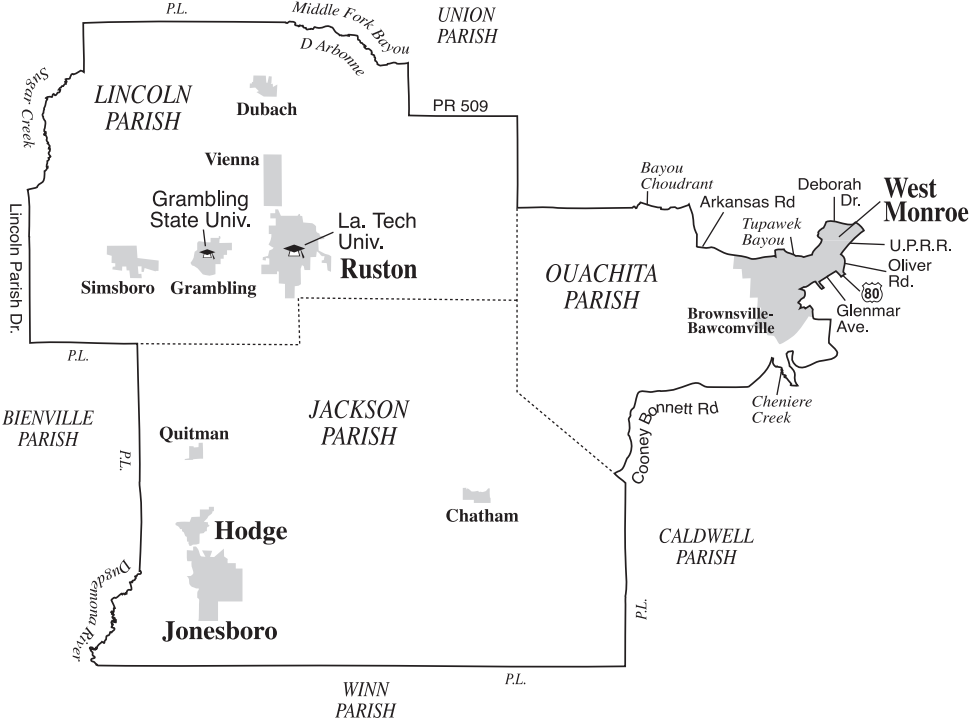 P.L.
Middle Fork Bayou
D Arbonne
UNION
PARISH
Sugar Creek
LINCOLN
PARISH
Dubach
PR 509
Vienna
Grambling
State Univ.
La. Tech
Univ.
Ruston
Simsboro
Grambling
Lincoln Parish Dr.
P.L.
Bayou
Choudrant
Arkansas Rd
Tupawek
Bayou
Deborah
Dr.
West
Monroe
U.P.R.R.
Oliver
Rd.
80
Glenmar
Ave.
OUACHITA
PARISH
Brownsville-
Bawcomville
Cheniere
Creek
Cooney Bonnett Rd
BIENVILLE
PARISH
P.L.
JACKSON
PARISH
Quitman
Chatham
Hodge
Jonesboro
Dugdemona River
CALDWELL
PARISH
P.L.
P.L.
WINN
PARISH